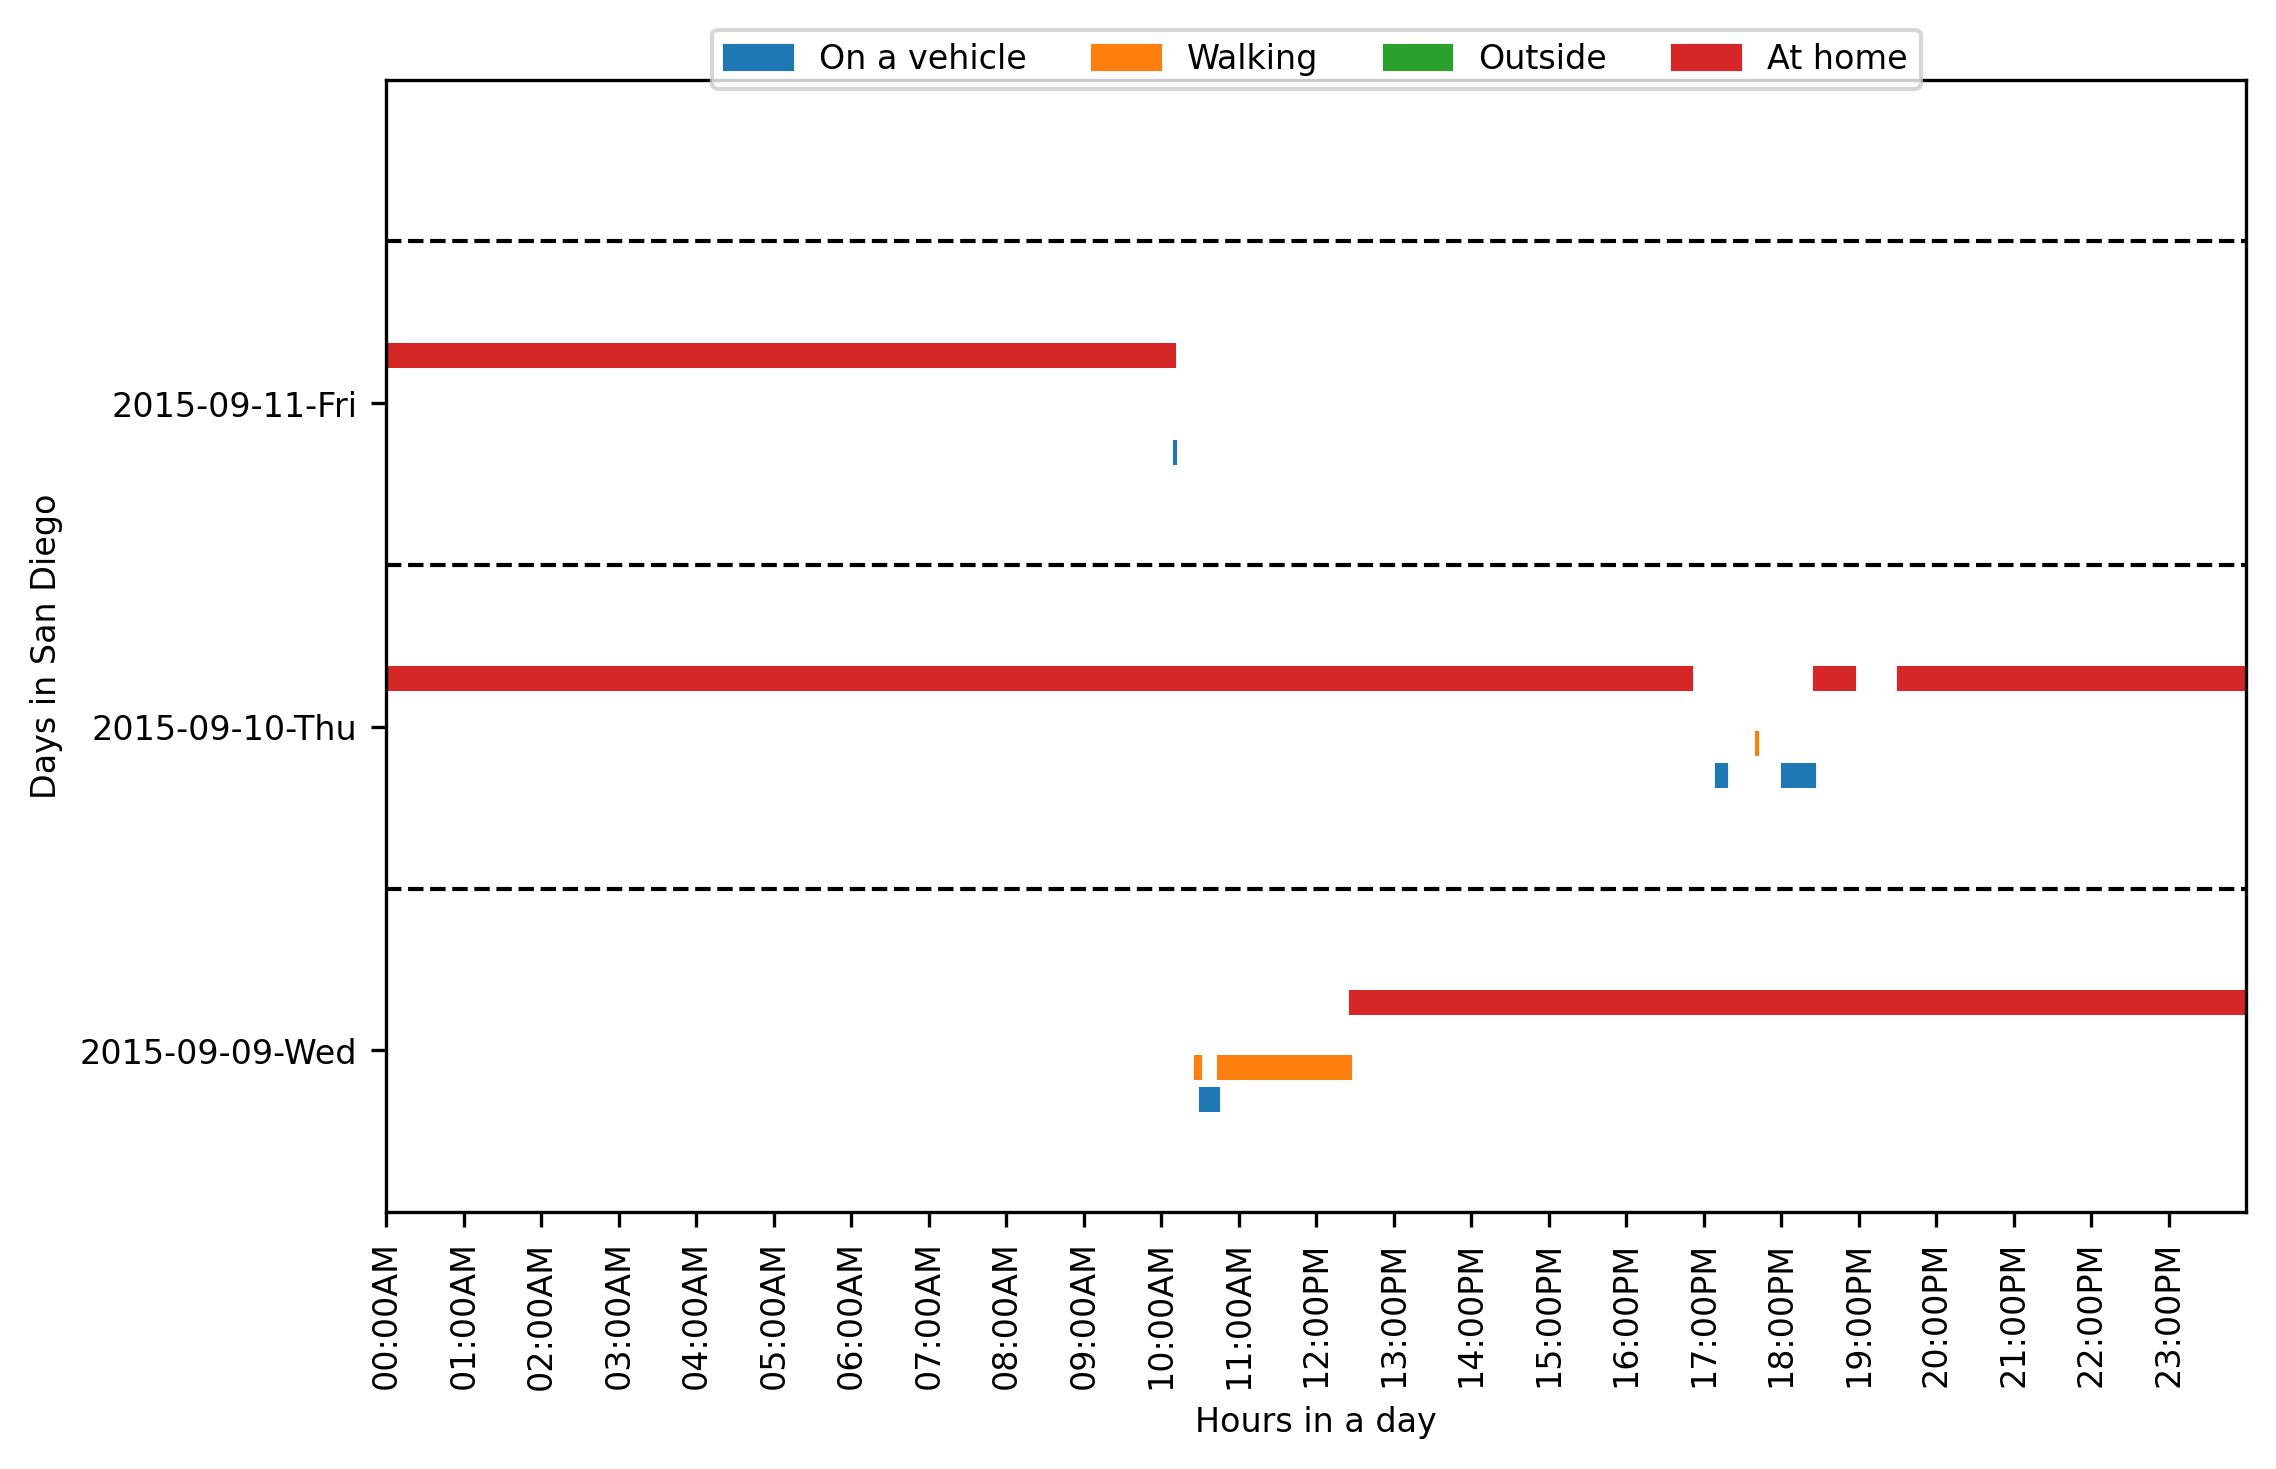 On a vehicle Walking Outside At home
2015-09-11-Fri
2015-09-10-Thu
2015-09-09-Wed
Days in San Diego
00:00AM 01:00AM 02:00AM 03:00AM 04:00AM 05:00AM 06:00AM 07:00AM 08:00AM 09:00AM 10:00AM 11:00AM 12:00PM 13:00PM 14:00PM 15:00PM 16:00PM 17:00PM 18:00PM 19:00PM 20:00PM 21:00PM 22:00PM 23:00PM
Hours in a day